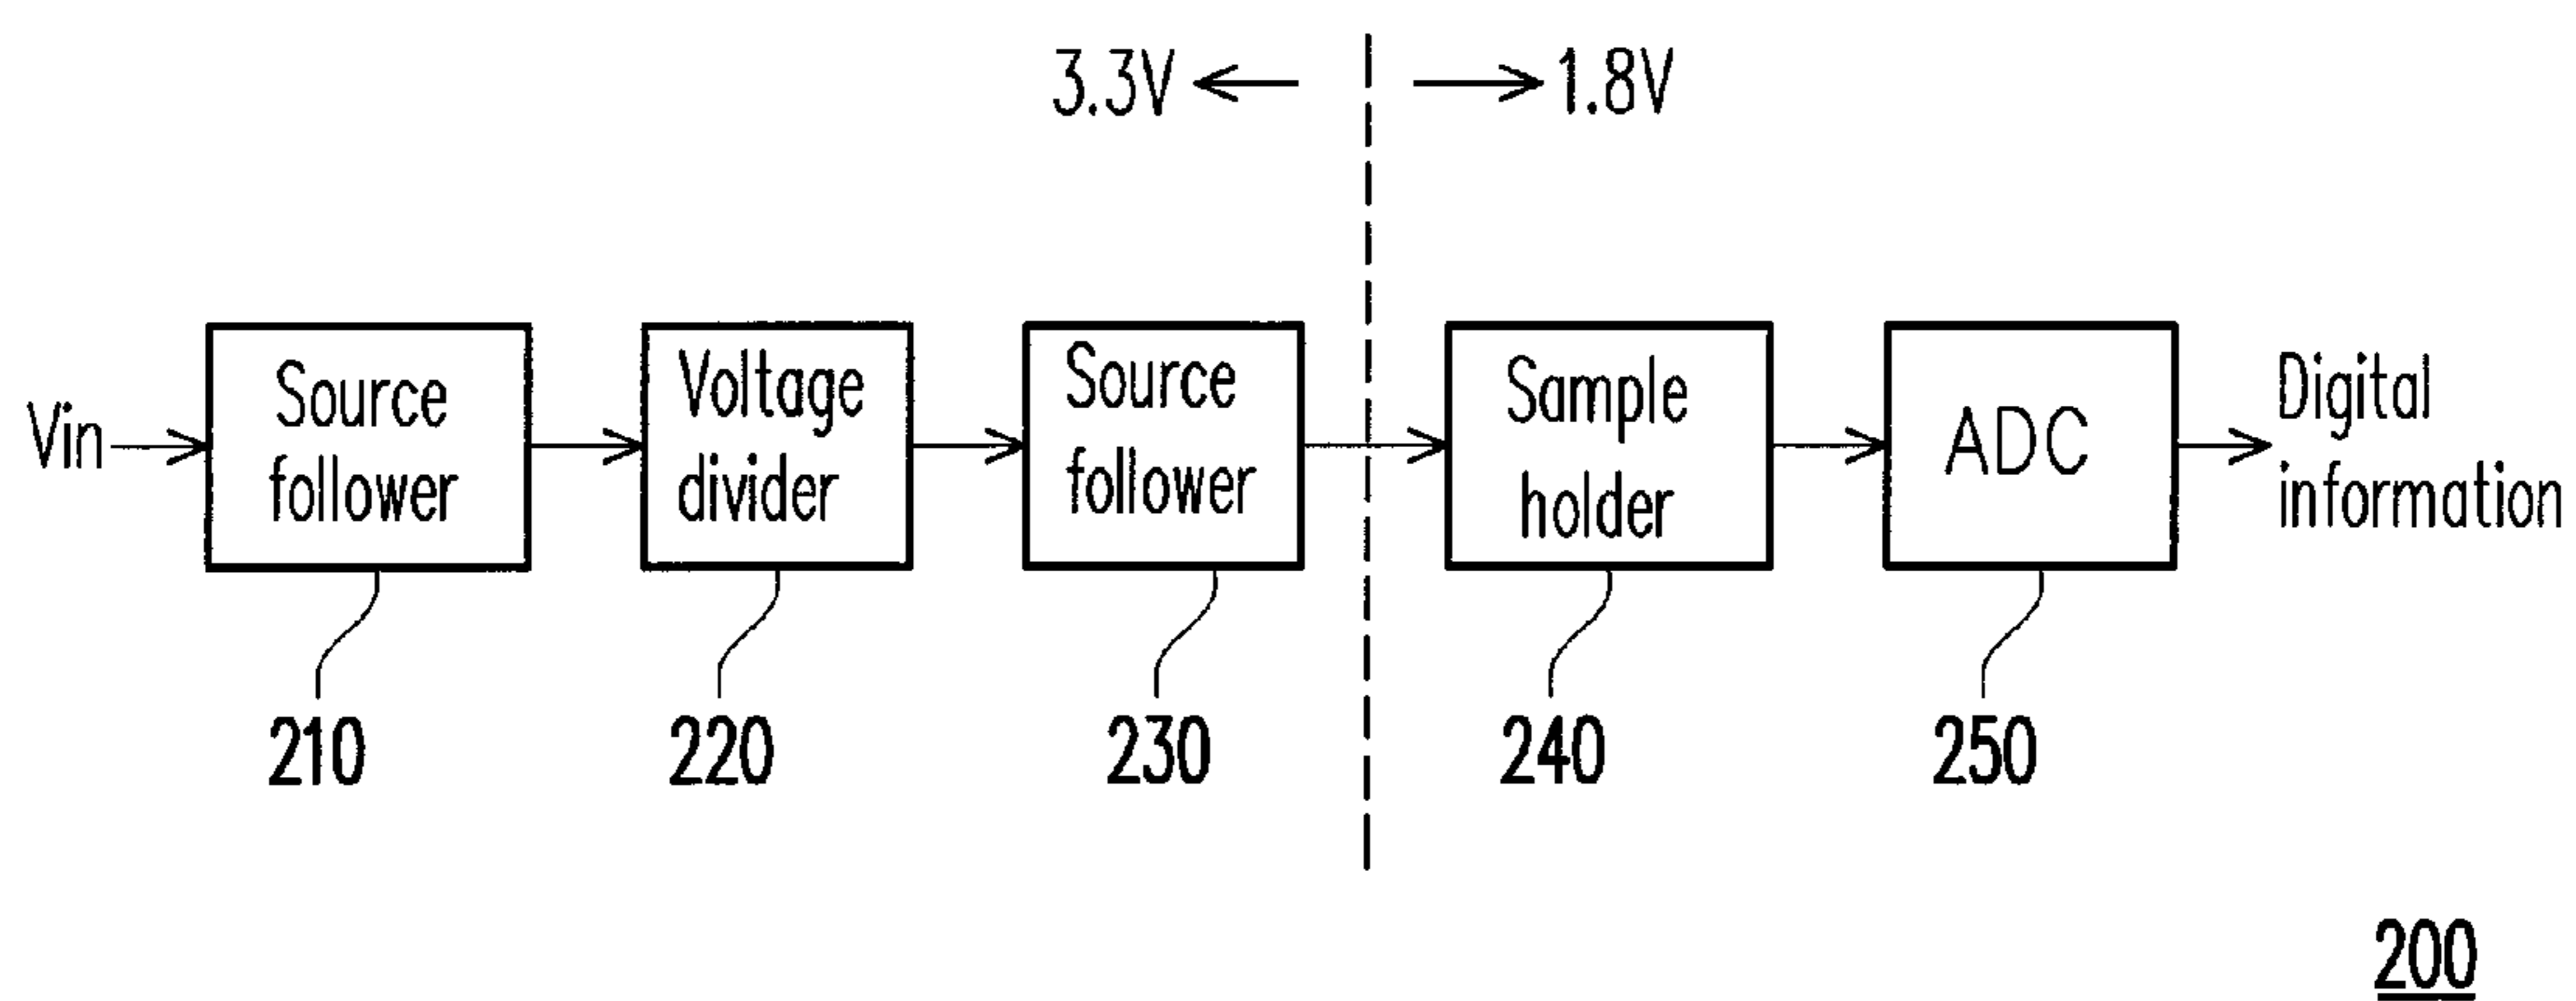 3.3V
1.8V
Vin
Source
follower
Voltage
divider
Source
follower
Sample
holder
ADC
Digital
information
210
220
230
240
250
200